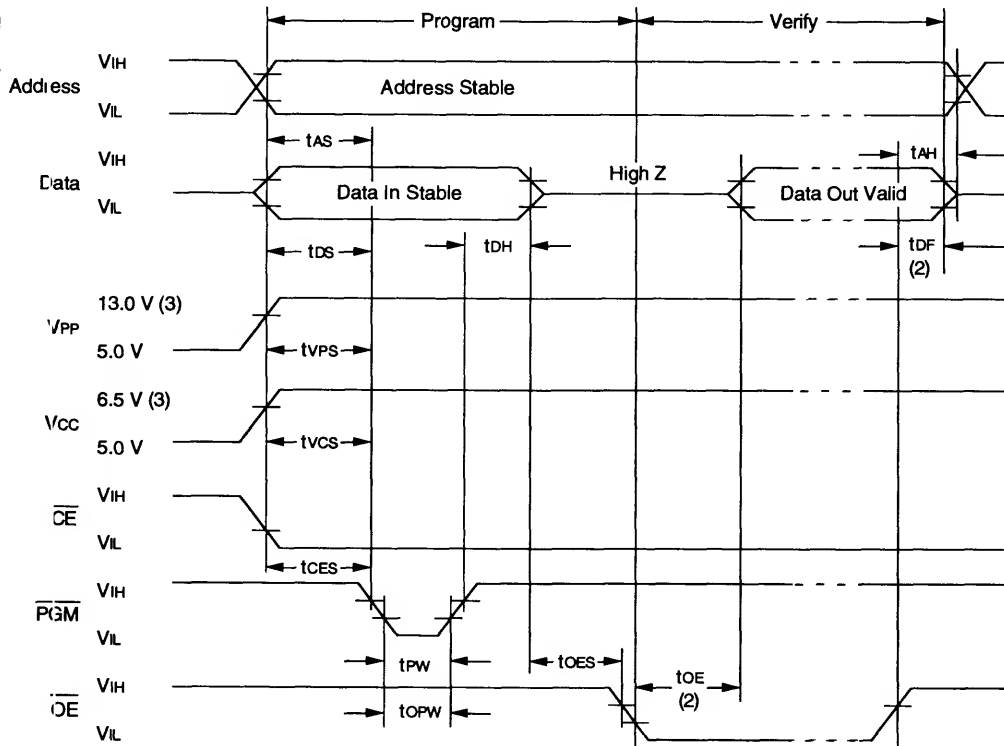 Program Verify
VIH
Address
VIL
Address Stable
tAS
tAH
VIH
Data
VIL
Data In Stable
High Z
Data Out Valid
tDS
tDH
tDF
(2)
13.0 V (3)
VPP
5.0 V
tVPS
6.5 V (3)
VCC
5.0 V
tVCS
VIH
CE
VIL
tCES
VIH
PGM
VIL
tPW
tOES
tOE
(2)
VIH
OE
VIL
tOPW